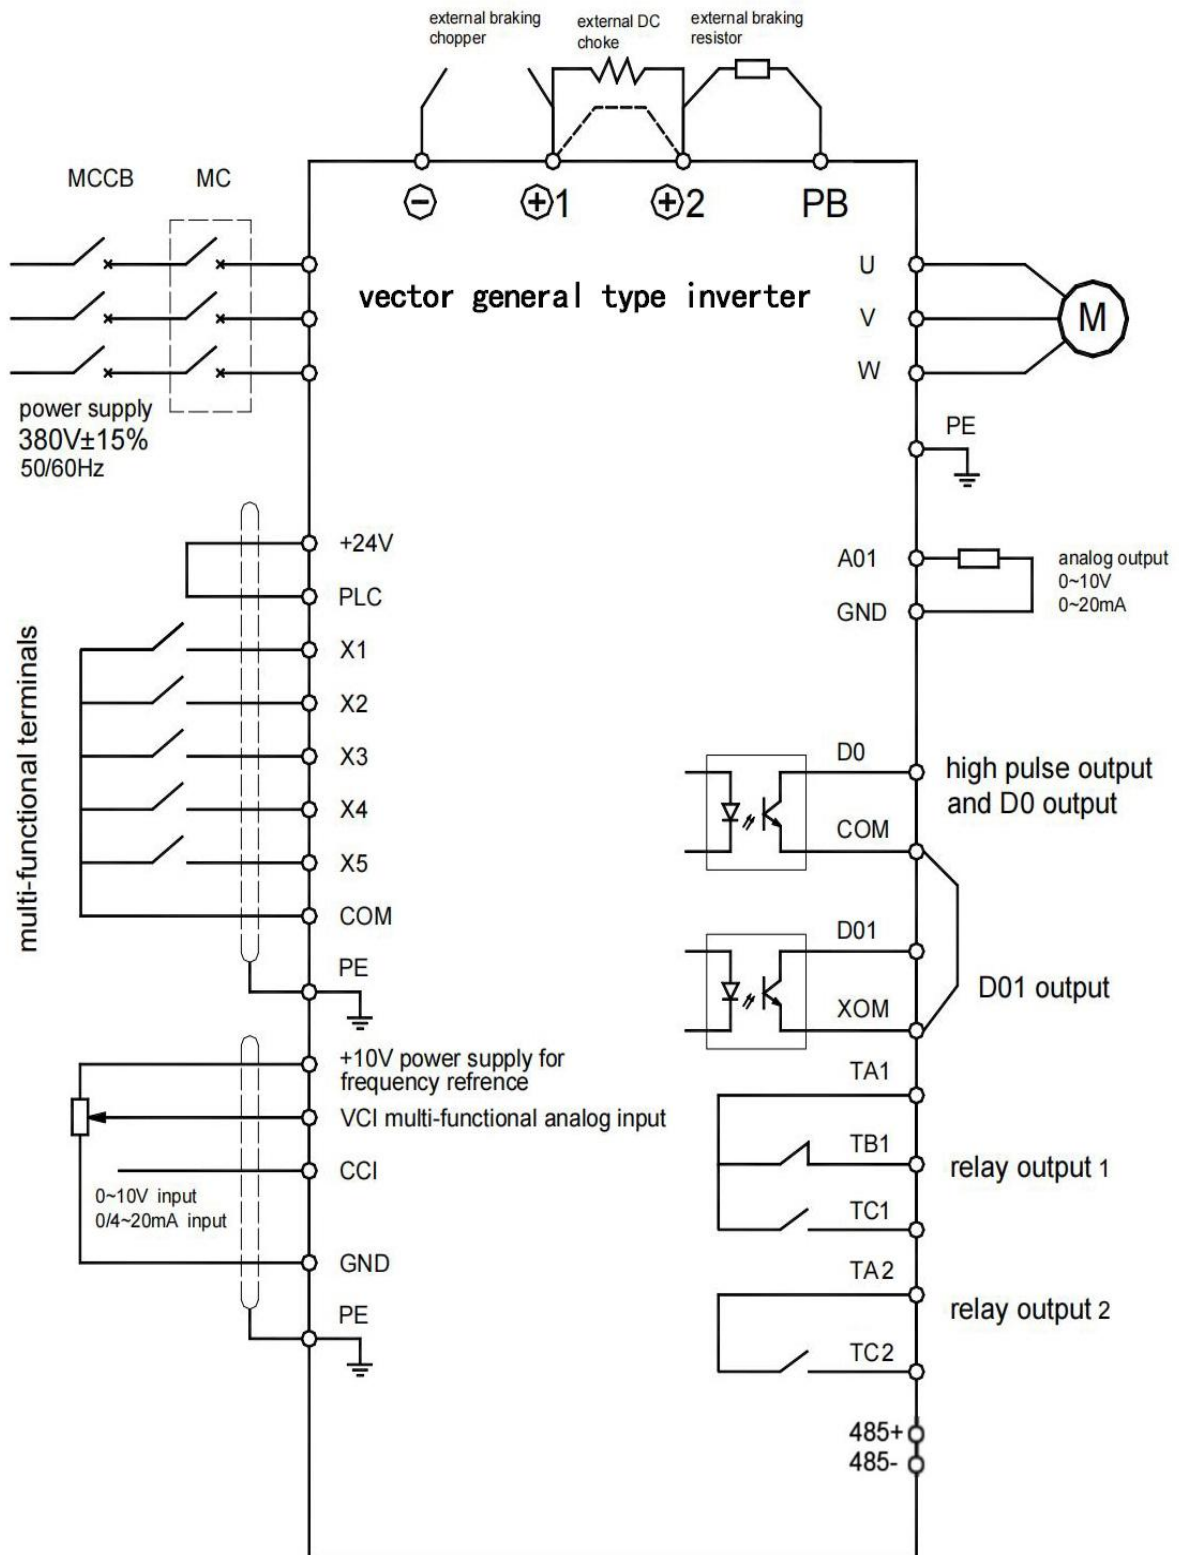 external braking
chopper
external DC
choke
external braking
resistor
MCCB
MC
1
2
PB
vector general type inverter
U
V
W
M
power supply
380V±15%
50/60Hz
PE
+24V
PLC
X1
X2
X3
X4
X5
COM
PE
multi-functional terminals
A01
GND
analog output
0~10V
0~20mA
D0
COM
high pulse output
and D0 output
D01
XOM
D01 output
+10V power supply for
frequency refrence
VCI multi-functional analog input
CCI
0~10V input
0/4~20mA input
GND
PE
TA1
TB1
TC1
relay output 1
TA2
TC2
relay output 2
485+
485-